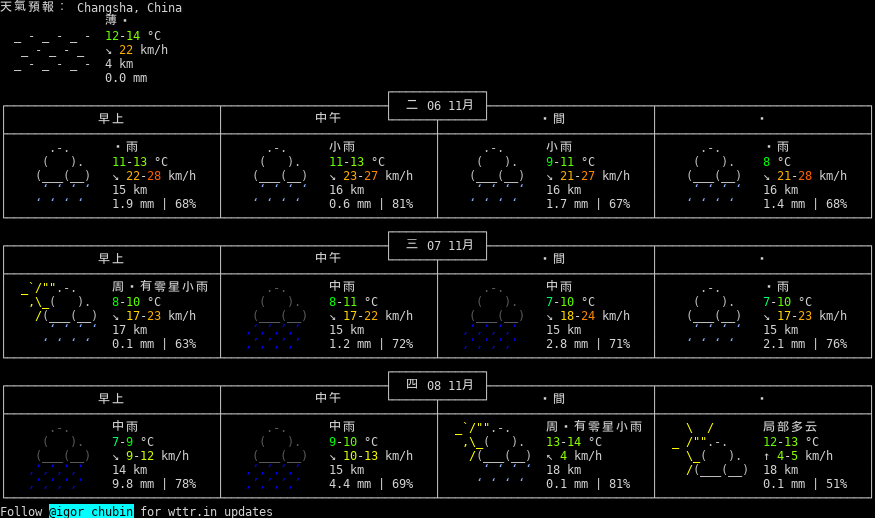 天氣預報： Changsha, China
薄・
12-14 °C
↘ 22 km/h
4 km
0.0 mm
二 06 11月
早上 中午 ・間 ・
・雨 小雨 小雨 ・雨
11-13 °C 11-13 °C 9-11 °C 8 °C
↘ 22-28 km/h ↘ 23-27 km/h ↘ 21-27 km/h ↘ 21-28 km/h
15 km 16 km 16 km 16 km
1.9 mm | 68% 0.6 mm | 81% 1.7 mm | 67% 1.4 mm | 68%
三 07 11月
早上 中午 ・間 ・
周・有零星小雨 中雨 中雨 ・雨
8-10 °C 8-11 °C 7-10 °C 7-10 °C
↘ 17-23 km/h ↘ 17-22 km/h ↘ 18-24 km/h ↘ 17-23 km/h
17 km 15 km 15 km 15 km
0.1 mm | 63% 1.2 mm | 72% 2.8 mm | 71% 2.1 mm | 76%
四 08 11月
早上 中午 ・間 ・
中雨 中雨 周・有零星小雨 局部多云
7-9 °C 9-10 °C 13-14 °C 12-13 °C
↘ 9-12 km/h ↘ 10-13 km/h ↖ 4 km/h ↑ 4-5 km/h
14 km 15 km 18 km 18 km
9.8 mm | 78% 4.4 mm | 69% 0.1 mm | 81% 0.1 mm | 51%
Follow @igor_chubin for wttr.in updates